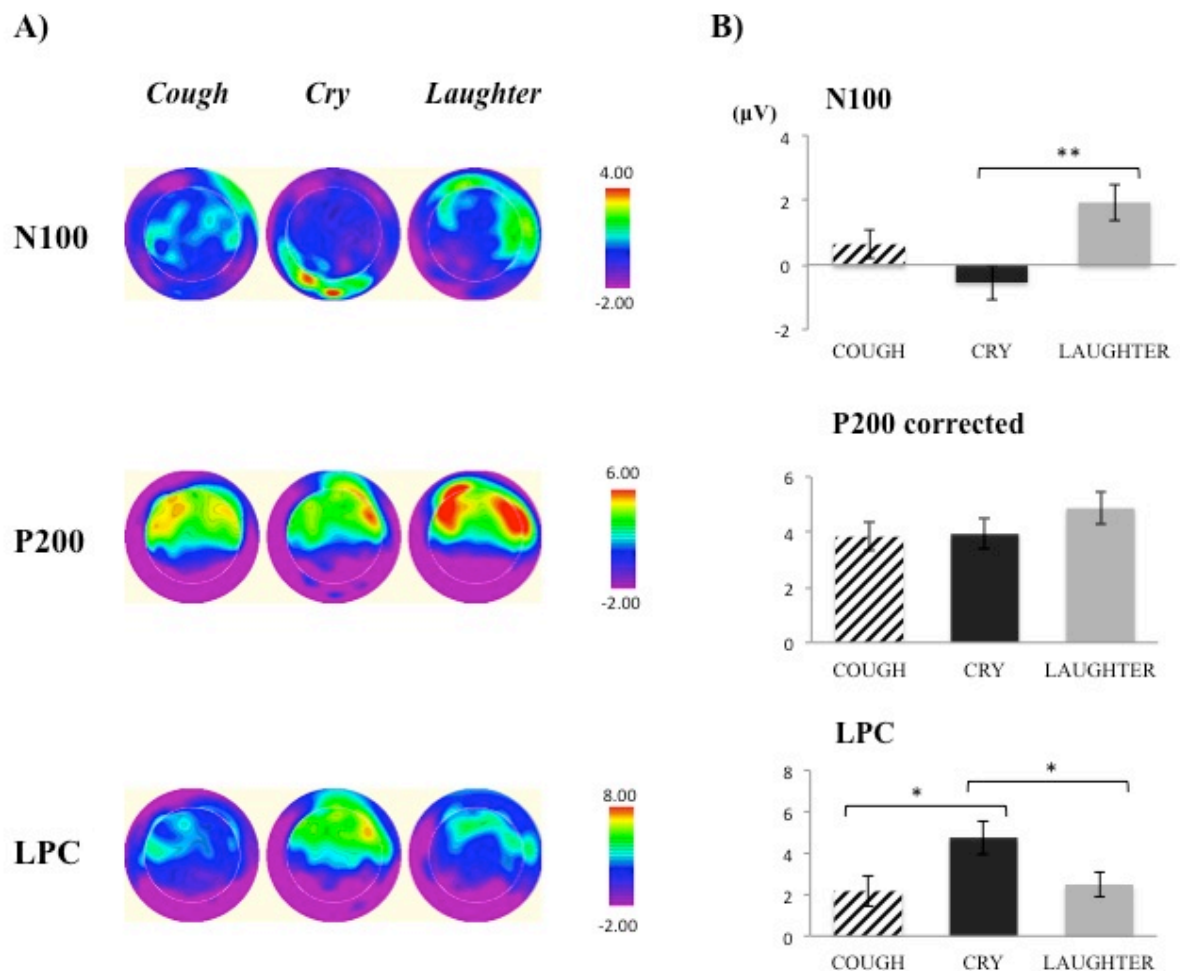 A)
Cough Cry Laughter
N100
4.00
-2.00
P200
6.00
-2.00
LPC
8.00
-2.00
B)
N100
(µV)
4
2
0
-2
**
COUGH CRY LAUGHTER
P200 corrected
6
4
2
0
COUGH CRY LAUGHTER
LPC
8
6
4
2
0
*
*
COUGH CRY LAUGHTER